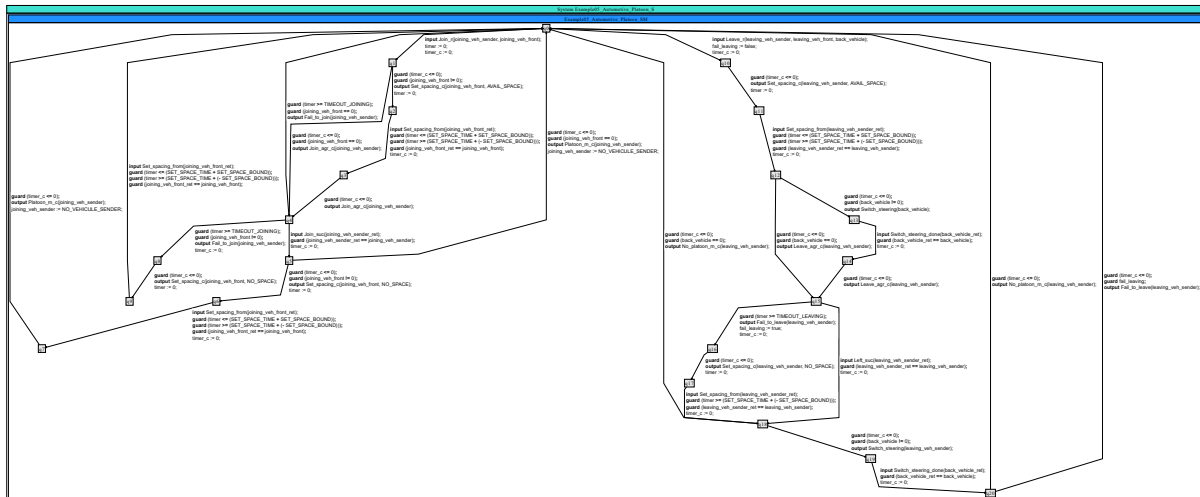 System Example05_Automotive_Platoon_S
Example05_Automotive_Platoon_SM
input Join_r(joining_veh_sender, joining_veh_front);
timer := 0;
timer_c := 0;
input Leave_r(leaving_veh_sender, leaving_veh_front, back_vehicle);
fail_leaving := false;
timer_c := 0;
q1
q10
guard (timer_c <= 0);
guard (joining_veh_front != 0);
output Set_spacing_c(joining_veh_front, AVAIL_SPACE);
timer := 0;
guard (timer_c <= 0);
output Set_spacing_c(leaving_veh_sender, AVAIL_SPACE);
timer := 0;
guard (timer >= TIMEOUT_JOINING);
guard (joining_veh_front == 0);
output Fail_to_join(joining_veh_sender);
q2
q11
guard (timer_c <= 0);
guard (joining_veh_front == 0);
output Join_agr_c(joining_veh_sender);
input Set_spacing_from(joining_veh_front_ret);
guard (timer <= (SET_SPACE_TIME + SET_SPACE_BOUND));
guard (timer >= (SET_SPACE_TIME + (- SET_SPACE_BOUND)));
guard (joining_veh_front_ret == joining_veh_front);
timer_c := 0;
guard (timer_c <= 0);
guard (joining_veh_front == 0);
output Platoon_m_c(joining_veh_sender);
joining_veh_sender := NO_VEHICULE_SENDER;
input Set_spacing_from(leaving_veh_sender_ret);
guard (timer <= (SET_SPACE_TIME + SET_SPACE_BOUND));
guard (timer >= (SET_SPACE_TIME + (- SET_SPACE_BOUND)));
guard (leaving_veh_sender_ret == leaving_veh_sender);
timer_c := 0;
input Set_spacing_from(joining_veh_front_ret);
guard (timer <= (SET_SPACE_TIME + SET_SPACE_BOUND));
guard (timer >= (SET_SPACE_TIME + (- SET_SPACE_BOUND)));
guard (joining_veh_front_ret == joining_veh_front);
q12
guard (timer_c <= 0);
output Platoon_m_c(joining_veh_sender);
joining_veh_sender := NO_VEHICULE_SENDER;
guard (timer_c <= 0);
output Join_agr_c(joining_veh_sender);
guard (timer_c <= 0);
guard (back_vehicle != 0);
output Switch_steering(back_vehicle);
guard (timer >= TIMEOUT_JOINING);
guard (joining_veh_front != 0);
output Fail_to_join(joining_veh_sender);
timer_c := 0;
input Join_suc(joining_veh_sender_ret);
guard (joining_veh_sender_ret == joining_veh_sender);
timer_c := 0;
guard (timer_c <= 0);
guard (back_vehicle == 0);
output No_platoon_m_c(leaving_veh_sender);
guard (timer_c <= 0);
guard (back_vehicle == 0);
output Leave_agr_c(leaving_veh_sender);
input Switch_steering_done(back_vehicle_ret);
guard (back_vehicle_ret == back_vehicle);
timer_c := 0;
q14
guard (timer_c <= 0);
output Set_spacing_c(joining_veh_front, NO_SPACE);
timer := 0;
guard (timer_c <= 0);
guard (joining_veh_front != 0);
output Set_spacing_c(joining_veh_front, NO_SPACE);
timer := 0;
guard (timer_c <= 0);
output Leave_agr_c(leaving_veh_sender);
guard (timer_c <= 0);
output No_platoon_m_c(leaving_veh_sender);
guard (timer_c <= 0);
guard fail_leaving;
output Fail_to_leave(leaving_veh_sender);
q15
input Set_spacing_from(joining_veh_front_ret);
guard (timer <= (SET_SPACE_TIME + SET_SPACE_BOUND));
guard (timer >= (SET_SPACE_TIME + (- SET_SPACE_BOUND)));
guard (joining_veh_front_ret == joining_veh_front);
timer_c := 0;
guard (timer >= TIMEOUT_LEAVING);
output Fail_to_leave(leaving_veh_sender);
fail_leaving := true;
timer_c := 0;
q16
guard (timer_c <= 0);
output Set_spacing_c(leaving_veh_sender, NO_SPACE);
timer := 0;
input Left_suc(leaving_veh_sender_ret);
guard (leaving_veh_sender_ret == leaving_veh_sender);
timer_c := 0;
q17
input Set_spacing_from(leaving_veh_sender_ret);
guard (timer >= (SET_SPACE_TIME + (- SET_SPACE_BOUND)));
guard (leaving_veh_sender_ret == leaving_veh_sender);
timer_c := 0;
q18
guard (timer_c <= 0);
guard (back_vehicle != 0);
output Switch_steering(leaving_veh_sender);
q19
input Switch_steering_done(back_vehicle_ret);
guard (back_vehicle_ret == back_vehicle);
timer_c := 0;
q20